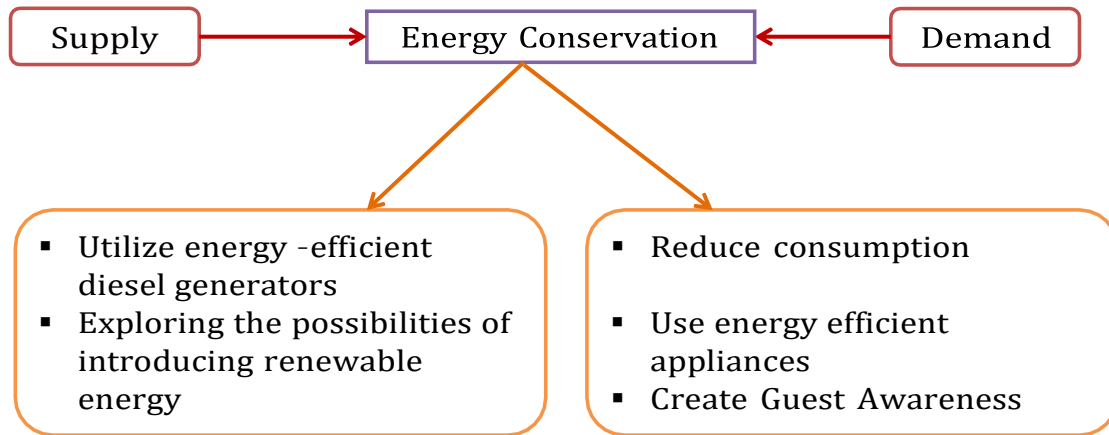 Supply
Energy Conservation
Demand
▪ Utilize energy -efficient
diesel generators
▪ Exploring the possibilities of
introducing renewable
energy
▪ Reduce consumption
▪ Use energy efficient
appliances
▪ Create Guest Awareness